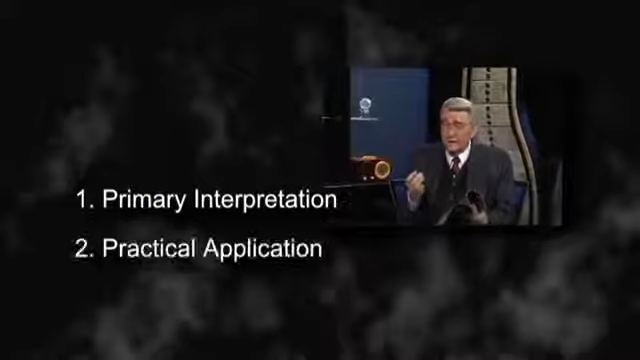 1. Primary Interpretation
2. Practical Application